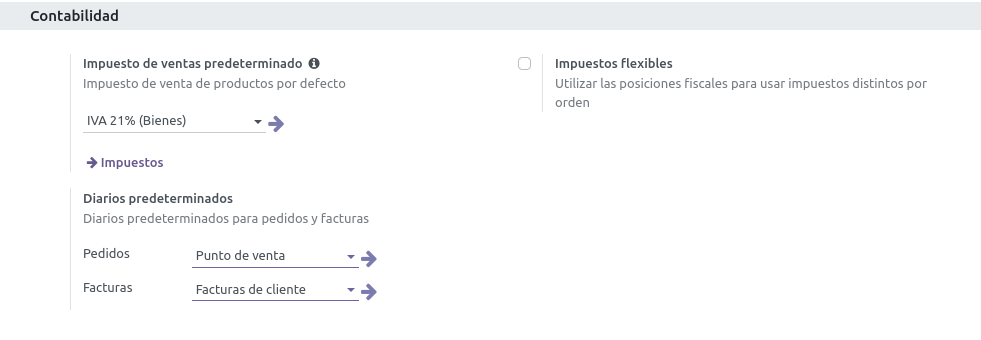 Contabilidad
Impuesto de ventas predeterminado
Impuesto de venta de productos por defecto
IVA 21% (Bienes)
Impuestos
Impuestos flexibles
Utilizar las posiciones fiscales para usar impuestos distintos por
orden
Diarios predeterminados
Diarios predeterminados para pedidos y facturas
Pedidos Punto de venta
Facturas Facturas de cliente